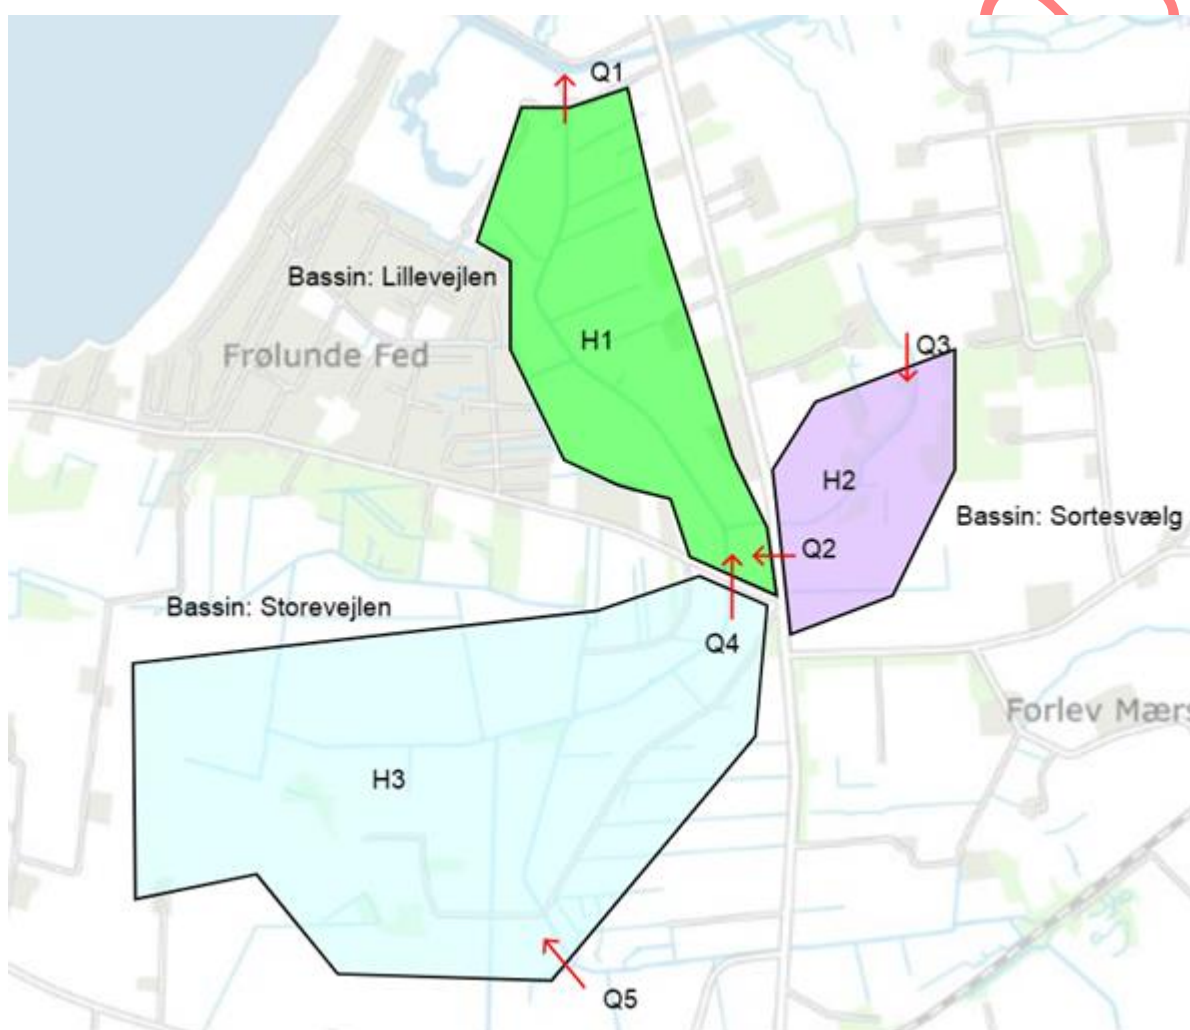 Q1
Bassin: Lillevejlen
H1
Frølunde Fed
Q3
H2
Bassin: Sortesvælg
Q2
Bassin: Storevejlen
Q4
Forlev Mærs
H3
Q5